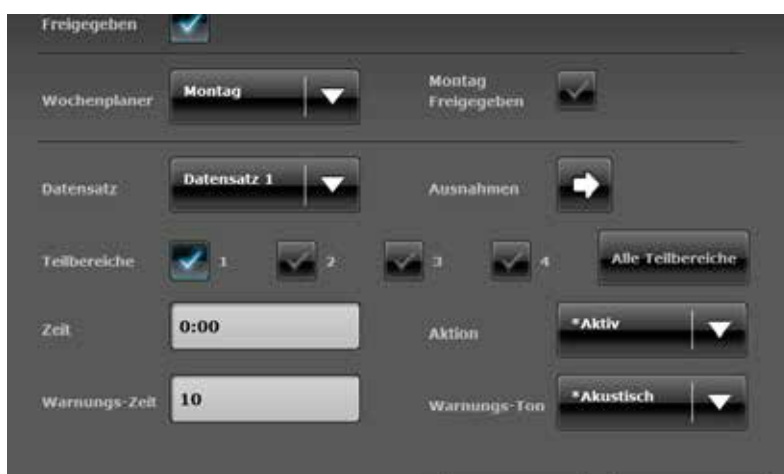 Freigegeben
Wochenplaner Montag Montag Freigegeben
Datensatz Datensatz 1 Ausnahmen
Teilbereiche 1 2 3 4 Alle Teilbereiche
Zeit 0:00 Aktion *Aktiv
Warnungs-Zeit 10 Warnungs-Ton *Akustisch